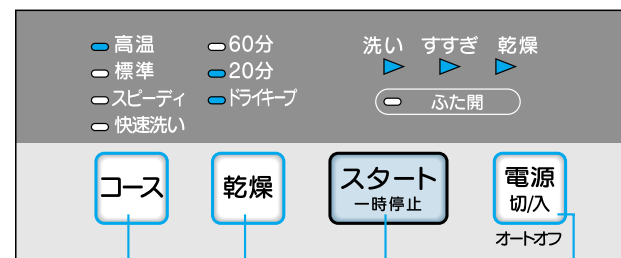 高温
標準
スピーディ
快速洗い
60分
20分
ドライキープ
洗い すすぎ 乾燥
ふた開
コース
乾燥
スタート
一時停止
電源
切/入
オートオフ